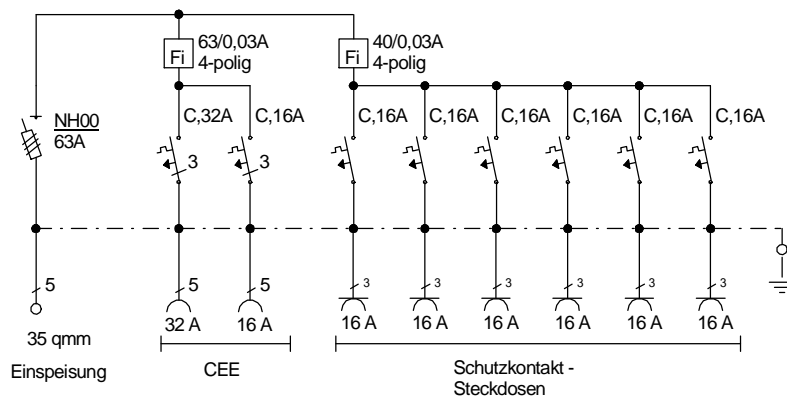 63/0,03A
Fi
4-polig
40/0,03A
Fi
4-polig
NH00
63A
C,32A
C,16A
C,16A
C,16A
C,16A
C,16A
C,16A
C,16A
3
3
5
5
5
3
3
3
3
3
3
32 A
16 A
16 A
16 A
16 A
16 A
16 A
16 A
35 qmm
Einspeisung
CEE
Schutzkontakt -
Steckdosen